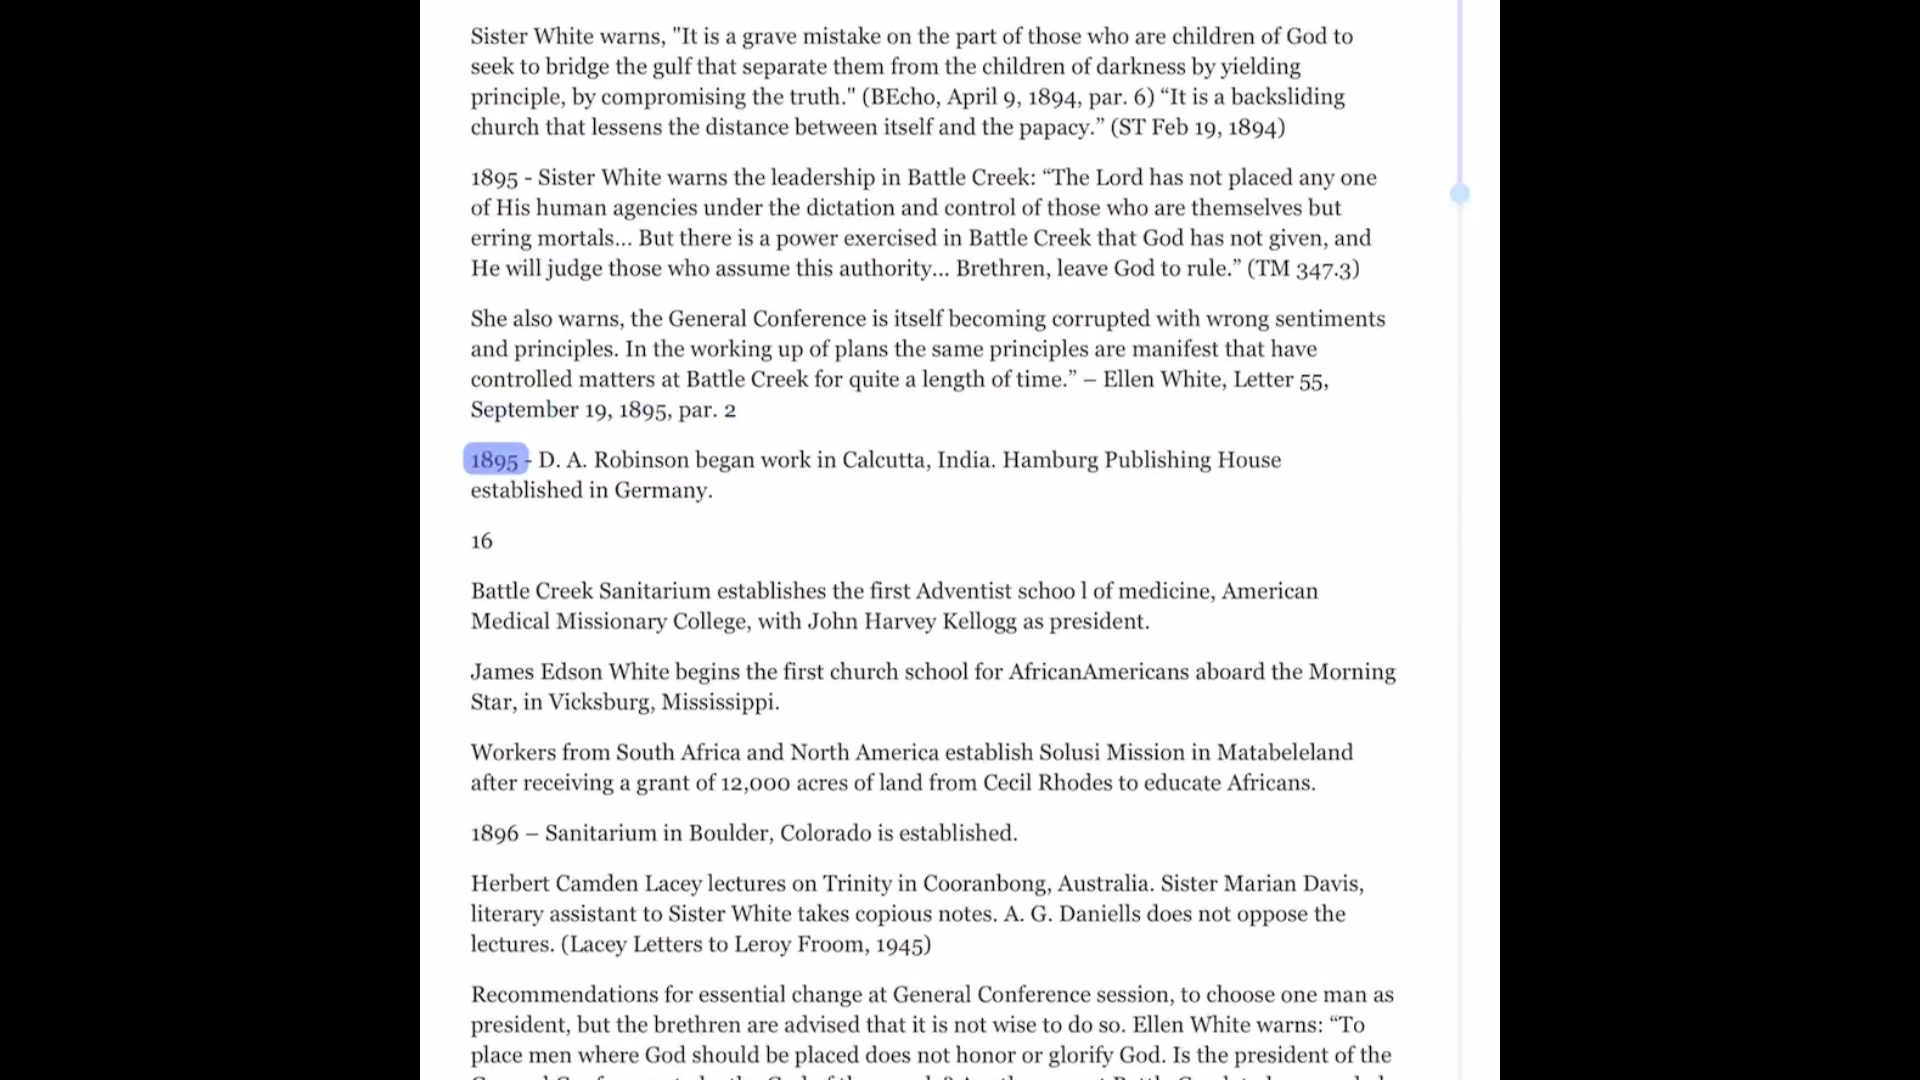 Sister White warns, "It is a grave mistake on the part of those who are children of God to
seek to bridge the gulf that separate them from the children of darkness by yielding
principle, by compromising the truth." (BEcho, April 9, 1894, par. 6) “It is a backsliding
church that lessens the distance between itself and the papacy.” (ST Feb 19, 1894)
1895 - Sister White warns the leadership in Battle Creek: “The Lord has not placed any one
of His human agencies under the dictation and control of those who are themselves but
erring mortals... But there is a power exercised in Battle Creek that God has not given, and
He will judge those who assume this authority... Brethren, leave God to rule.” (TM 347.3)
She also warns, the General Conference is itself becoming corrupted with wrong sentiments
and principles. In the working up of plans the same principles are manifest that have
controlled matters at Battle Creek for quite a length of time.” – Ellen White, Letter 55,
September 19, 1895, par. 2
1895 - D. A. Robinson began work in Calcutta, India. Hamburg Publishing House
established in Germany.
16
Battle Creek Sanitarium establishes the first Adventist schoo l of medicine, American
Medical Missionary College, with John Harvey Kellogg as president.
James Edson White begins the first church school for AfricanAmericans aboard the Morning
Star, in Vicksburg, Mississippi.
Workers from South Africa and North America establish Solusi Mission in Matabeleland
after receiving a grant of 12,000 acres of land from Cecil Rhodes to educate Africans.
1896 – Sanitarium in Boulder, Colorado is established.
Herbert Camden Lacey lectures on Trinity in Cooranbong, Australia. Sister Marian Davis,
literary assistant to Sister White takes copious notes. A. G. Daniells does not oppose the
lectures. (Lacey Letters to Leroy Froom, 1945)
Recommendations for essential change at General Conference session, to choose one man as
president, but the brethren are advised that it is not wise to do so. Ellen White warns: “To
place men where God should be placed does not honor or glorify God. Is the president of the